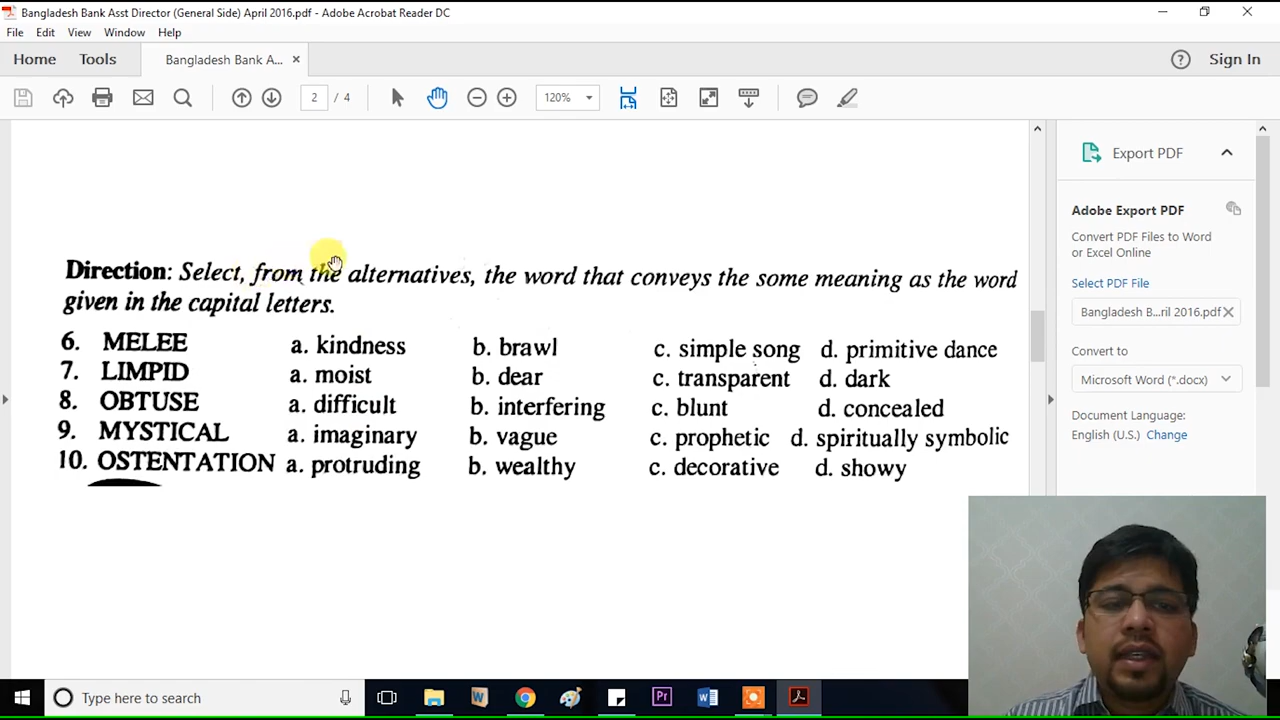 Bangladesh Bank Asst Director (General Side) April 2016.pdf - Adobe Acrobat Reader DC
File Edit View Window Help
Home Tools Bangladesh Bank A... × Sign In
2 / 4 120%
Export PDF
Adobe Export PDF
Convert PDF Files to Word
or Excel Online
Select PDF File
Bangladesh B...ril 2016.pdf
Convert to
Microsoft Word (*.docx)
Document Language:
English (U.S.) Change
Direction: Select, from the alternatives, the word that conveys the some meaning as the word
given in the capital letters.
6. MELEE a. kindness b. brawl c. simple song d. primitive dance
7. LIMPID a. moist b. dear c. transparent d. dark
8. OBTUSE a. difficult b. interfering c. blunt d. concealed
9. MYSTICAL a. imaginary b. vague c. prophetic d. spiritually symbolic
10. OSTENTATION a. protruding b. wealthy c. decorative d. showy
Type here to search